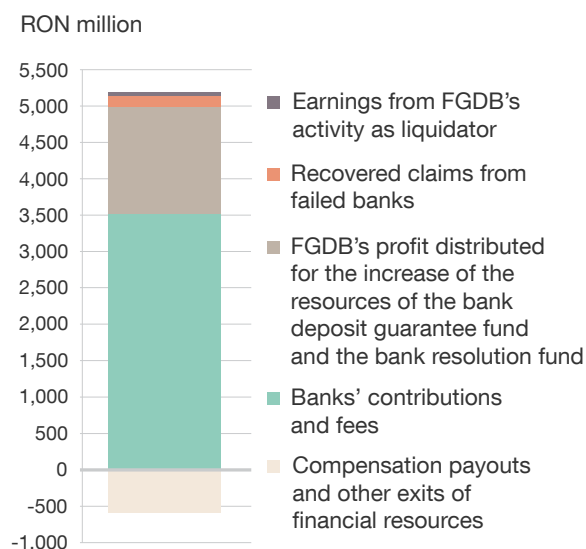 RON million
5,500
5,000
4,500
4,000
3,500
3,000
2,500
2,000
1,500
1,000
500
0
-500
-1,000
Earnings from FGDB's
activity as liquidator
Recovered claims from
failed banks
FGDB's profit distributed
for the increase of the
resources of the bank
deposit guarantee fund
and the bank resolution fund
Banks' contributions
and fees
Compensation payouts
and other exits of
financial resources